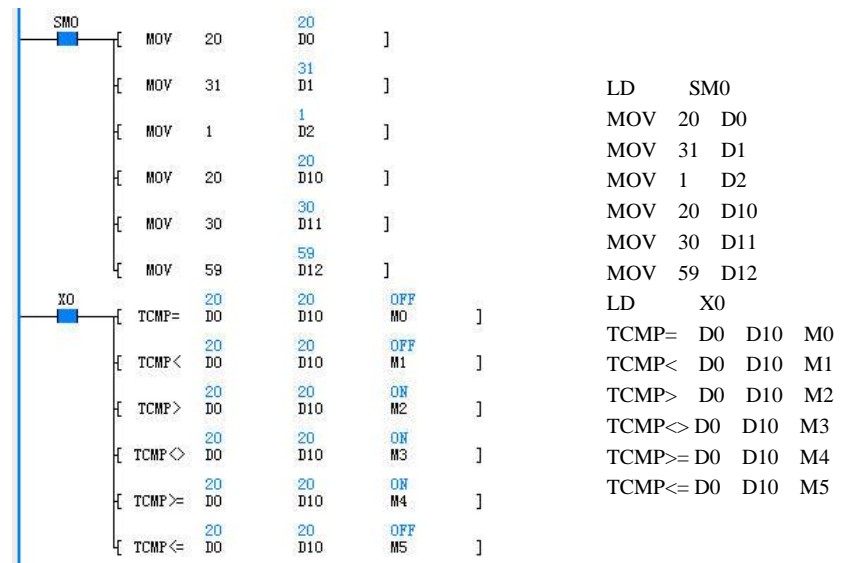 SM0
20
[ MOV 20 D0 ]
31
[ MOV 31 D1 ]
1
[ MOV 1 D2 ]
20
[ MOV 20 D10 ]
30
[ MOV 30 D11 ]
59
[ MOV 59 D12 ]
X0
20 20 OFF
[ TCMP= D0 D10 M0 ]
20 20 OFF
[ TCMP< D0 D10 M1 ]
20 20 ON
[ TCMP> D0 D10 M2 ]
20 20 ON
[ TCMP<> D0 D10 M3 ]
20 20 ON
[ TCMP>= D0 D10 M4 ]
20 20 OFF
[ TCMP<= D0 D10 M5 ]
LD SM0
MOV 20 D0
MOV 31 D1
MOV 1 D2
MOV 20 D10
MOV 30 D11
MOV 59 D12
LD X0
TCMP= D0 D10 M0
TCMP< D0 D10 M1
TCMP> D0 D10 M2
TCMP<> D0 D10 M3
TCMP>= D0 D10 M4
TCMP<= D0 D10 M5